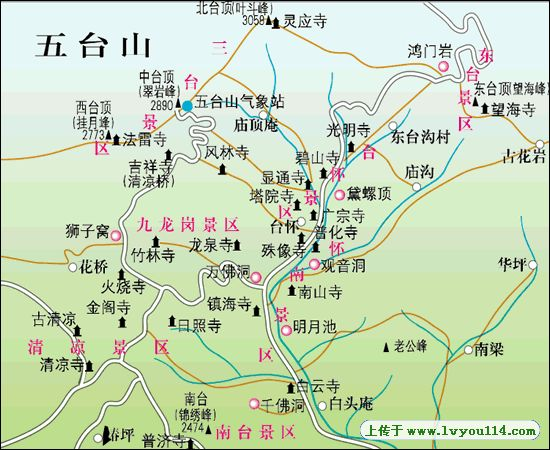 五台山
北台顶(叶斗峰)
3058
灵应寺
鸿门岩
东台景区
三台景区
中台顶
(翠岩峰)
2890
五台山气象站
东台顶(望海峰)
望海寺
西台顶
(挂月峰)
2773
法雷寺
庙顶庵
光明寺
东台沟村
古花岩
吉祥寺
(清凉桥)
风林寺
碧山寺
显通寺
塔院寺
黛螺顶
庙沟
台怀景区
广宗寺
台怀
普化寺
殊像寺
九龙岗景区
狮子窝
竹林寺
龙泉寺
观音洞
华坪
花桥
火烧寺
万佛洞
南山寺
怀南景区
金阁寺
镇海寺
古清凉
日照寺
明月池
清凉景区
清凉寺
老公峰
南梁
南台
(锦绣峰)
2474
白云寺
千佛洞
白头庵
坪
普济寺
南台景区
上传于 www.lvyou114.com